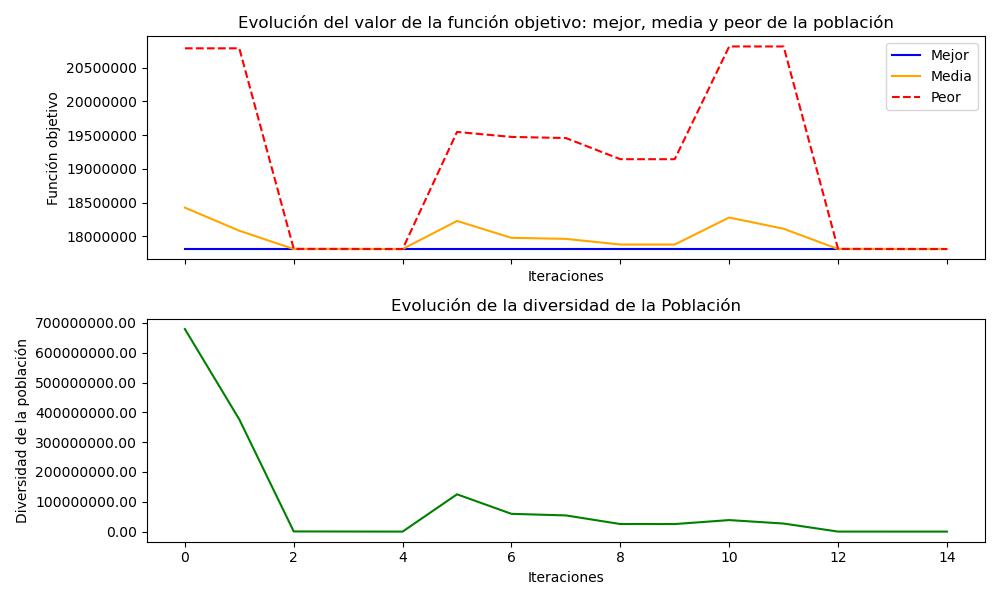 Evolución del valor de la función objetivo: mejor, media y peor de la población
Función objetivo
20500000
20000000
19500000
19000000
18500000
18000000
Mejor
Media
Peor
Iteraciones
Evolución de la diversidad de la Población
Diversidad de la población
700000000.00
600000000.00
500000000.00
400000000.00
300000000.00
200000000.00
100000000.00
0.00
0 2 4 6 8 10 12 14
Iteraciones